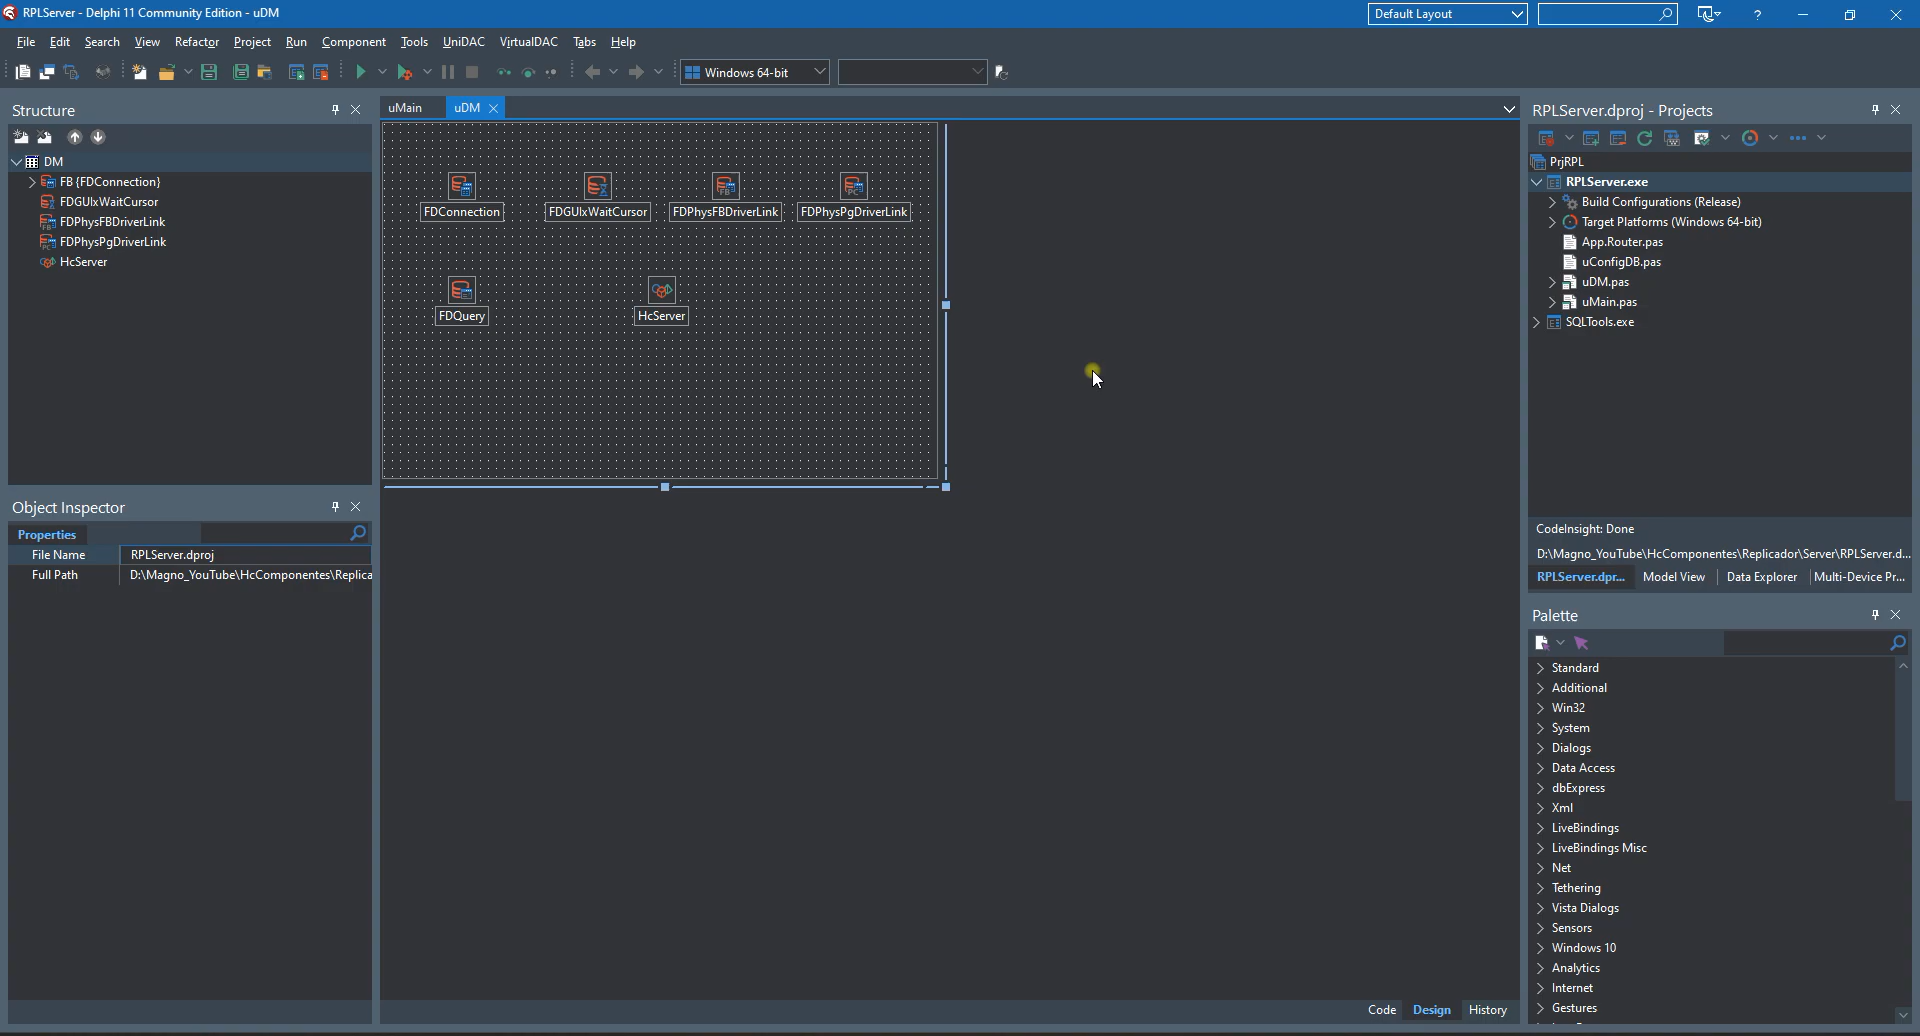 RPLServer - Delphi 11 Community Edition - uDM
Default Layout
File Edit Search View Refactor Project Run Component Tools UniDAC VirtualDAC Tabs Help
Windows 64-bit
Structure
DM
FB {FDConnection}
FDGUIxWaitCursor
FDPhysFBDriverLink
FDPhysPgDriverLink
HcServer
Object Inspector
Properties
File Name RPLServer.dproj
Full Path D:\Magno_YouTube\HcComponentes\Replica
uMain uDM
FDConnection FDGUIxWaitCursor FDPhysFBDriverLink FDPhysPgDriverLink
FDQuery HcServer
Code Design History
RPLServer.dproj - Projects
PrjRPL
RPLServer.exe
Build Configurations (Release)
Target Platforms (Windows 64-bit)
App.Router.pas
uConfigDB.pas
uDM.pas
uMain.pas
SQLTools.exe
CodeInsight: Done
D:\Magno_YouTube\HcComponentes\Replicador\Server\RPLServer.d...
RPLServer.dpr... Model View Data Explorer Multi-Device Pr...
Palette
Standard
Additional
Win32
System
Dialogs
Data Access
dbExpress
Xml
LiveBindings
LiveBindings Misc
Net
Tethering
Vista Dialogs
Sensors
Windows 10
Analytics
Internet
Gestures